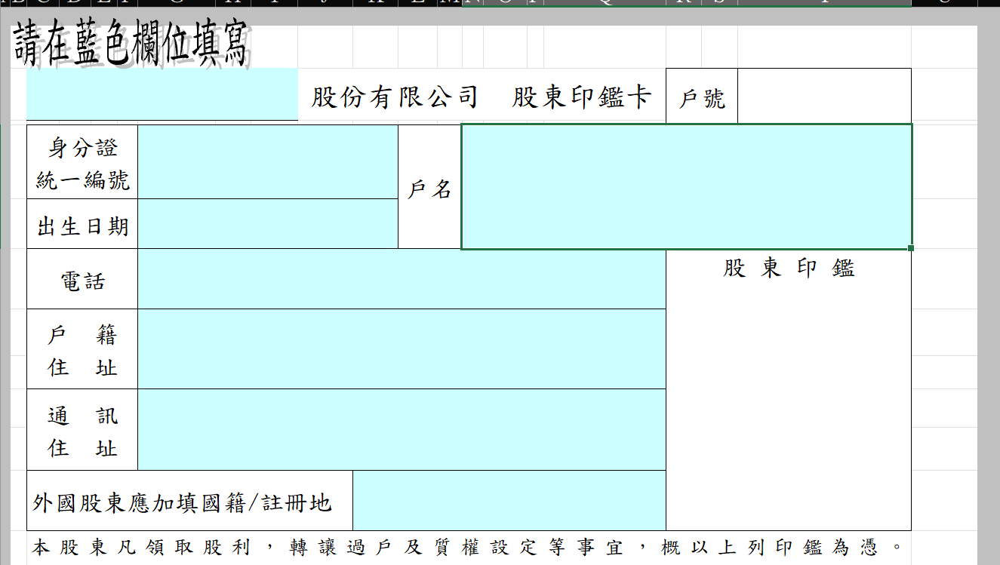 請在藍色欄位填寫
股份有限公司 股東印鑑卡 戶號
身分證
統一編號
戶名
出生日期
電話
股東印鑑
戶籍
住址
通訊
住址
外國股東應加填國籍/註冊地
本股東凡領取股利，轉讓過戶及質權設定等事宜，概以上列印鑑為憑。